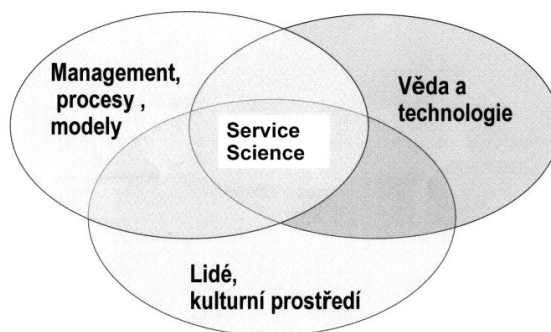 Management,
procesy ,
modely
Věda a
technologie
Service
Science
Lidé,
kulturní prostředí